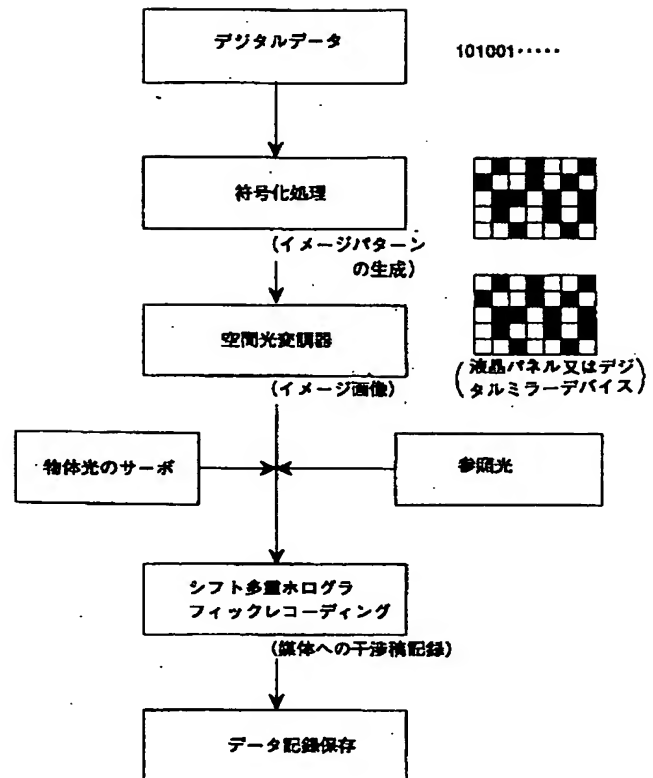 デジタルデータ
101001・・・・・
符号化処理
(イメージパターン
の生成)
空間光変調器
(液晶パネル又はデジ
タルミラーデバイス)
(イメージ画像)
物体光のサーボ
参照光
シフト多重ホログラ
フィックレコーディング
(媒体への干渉稿記録)
データ記録保存